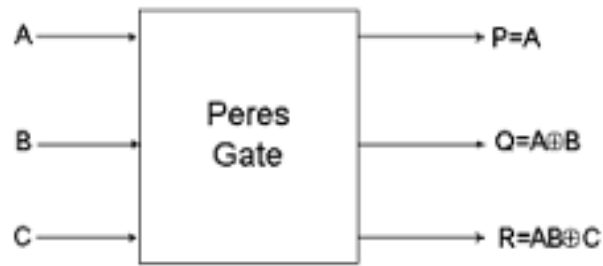 A
B
C
Peres
Gate
P=A
Q=A⊕B
R=AB⊕C